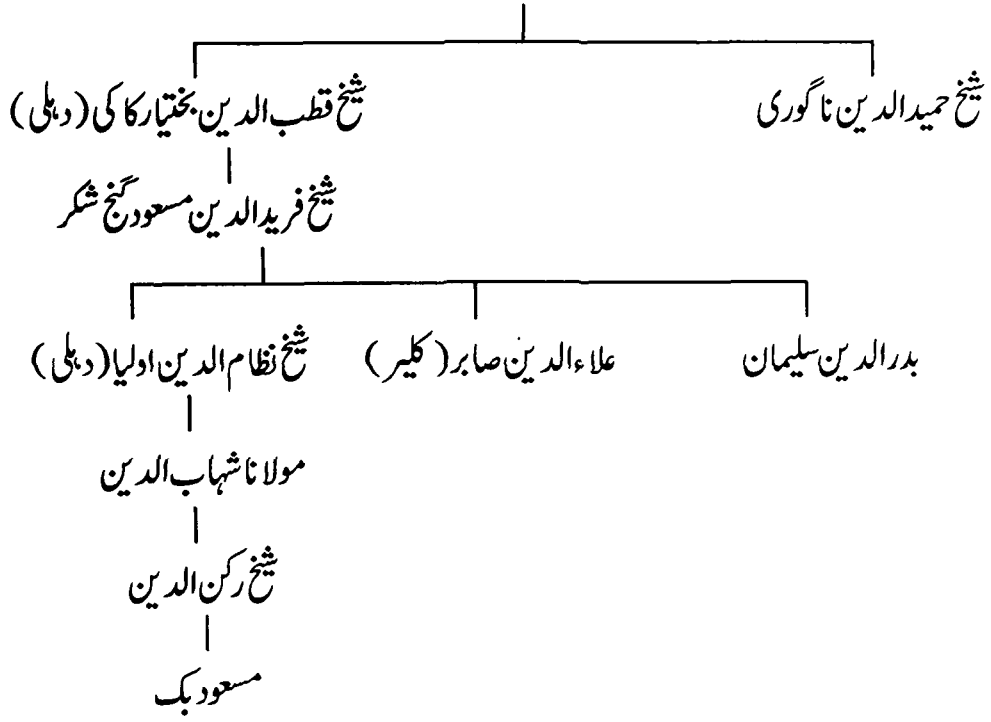 شیخ حمید الدین ناگوری
شیخ قطب الدین بختیار کاکی (دہلی)
شیخ فرید الدین مسعود گنج شکر
بدر الدین سلیمان
علاء الدین صابر (کلیر)
شیخ نظام الدین اولیا (دہلی)
مولانا شہاب الدین
شیخ رکن الدین
مسعود بک